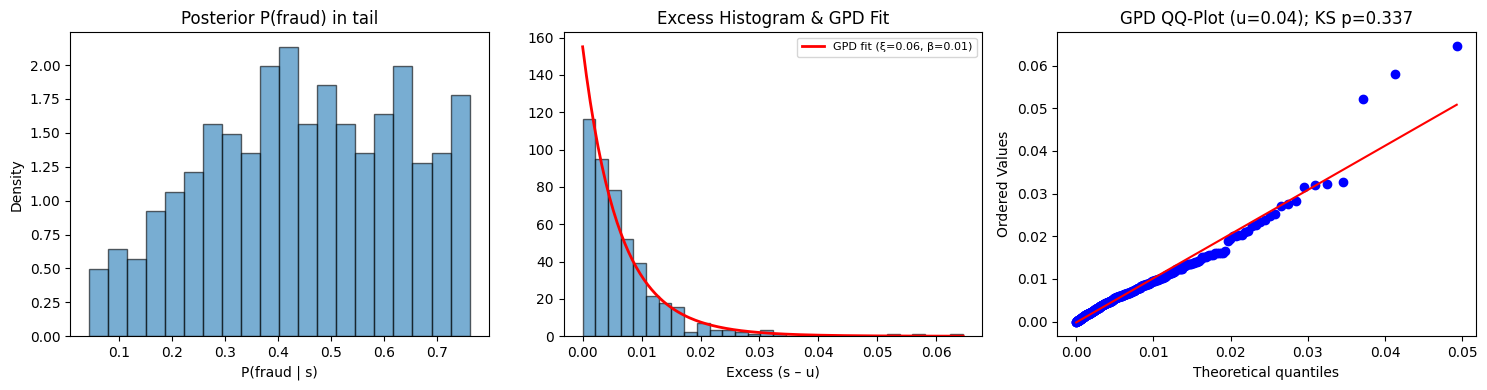 Posterior P(fraud) in tail
Density
2.00
1.75
1.50
1.25
1.00
0.75
0.50
0.25
0.00
0.1 0.2 0.3 0.4 0.5 0.6 0.7
P(fraud | s)
Excess Histogram & GPD Fit
GPD fit (ξ=0.06, β=0.01)
160
140
120
100
80
60
40
20
0
0.00 0.01 0.02 0.03 0.04 0.05 0.06
Excess (s – u)
GPD QQ-Plot (u=0.04); KS p=0.337
Ordered Values
0.06
0.05
0.04
0.03
0.02
0.01
0.00
0.00 0.01 0.02 0.03 0.04 0.05
Theoretical quantiles